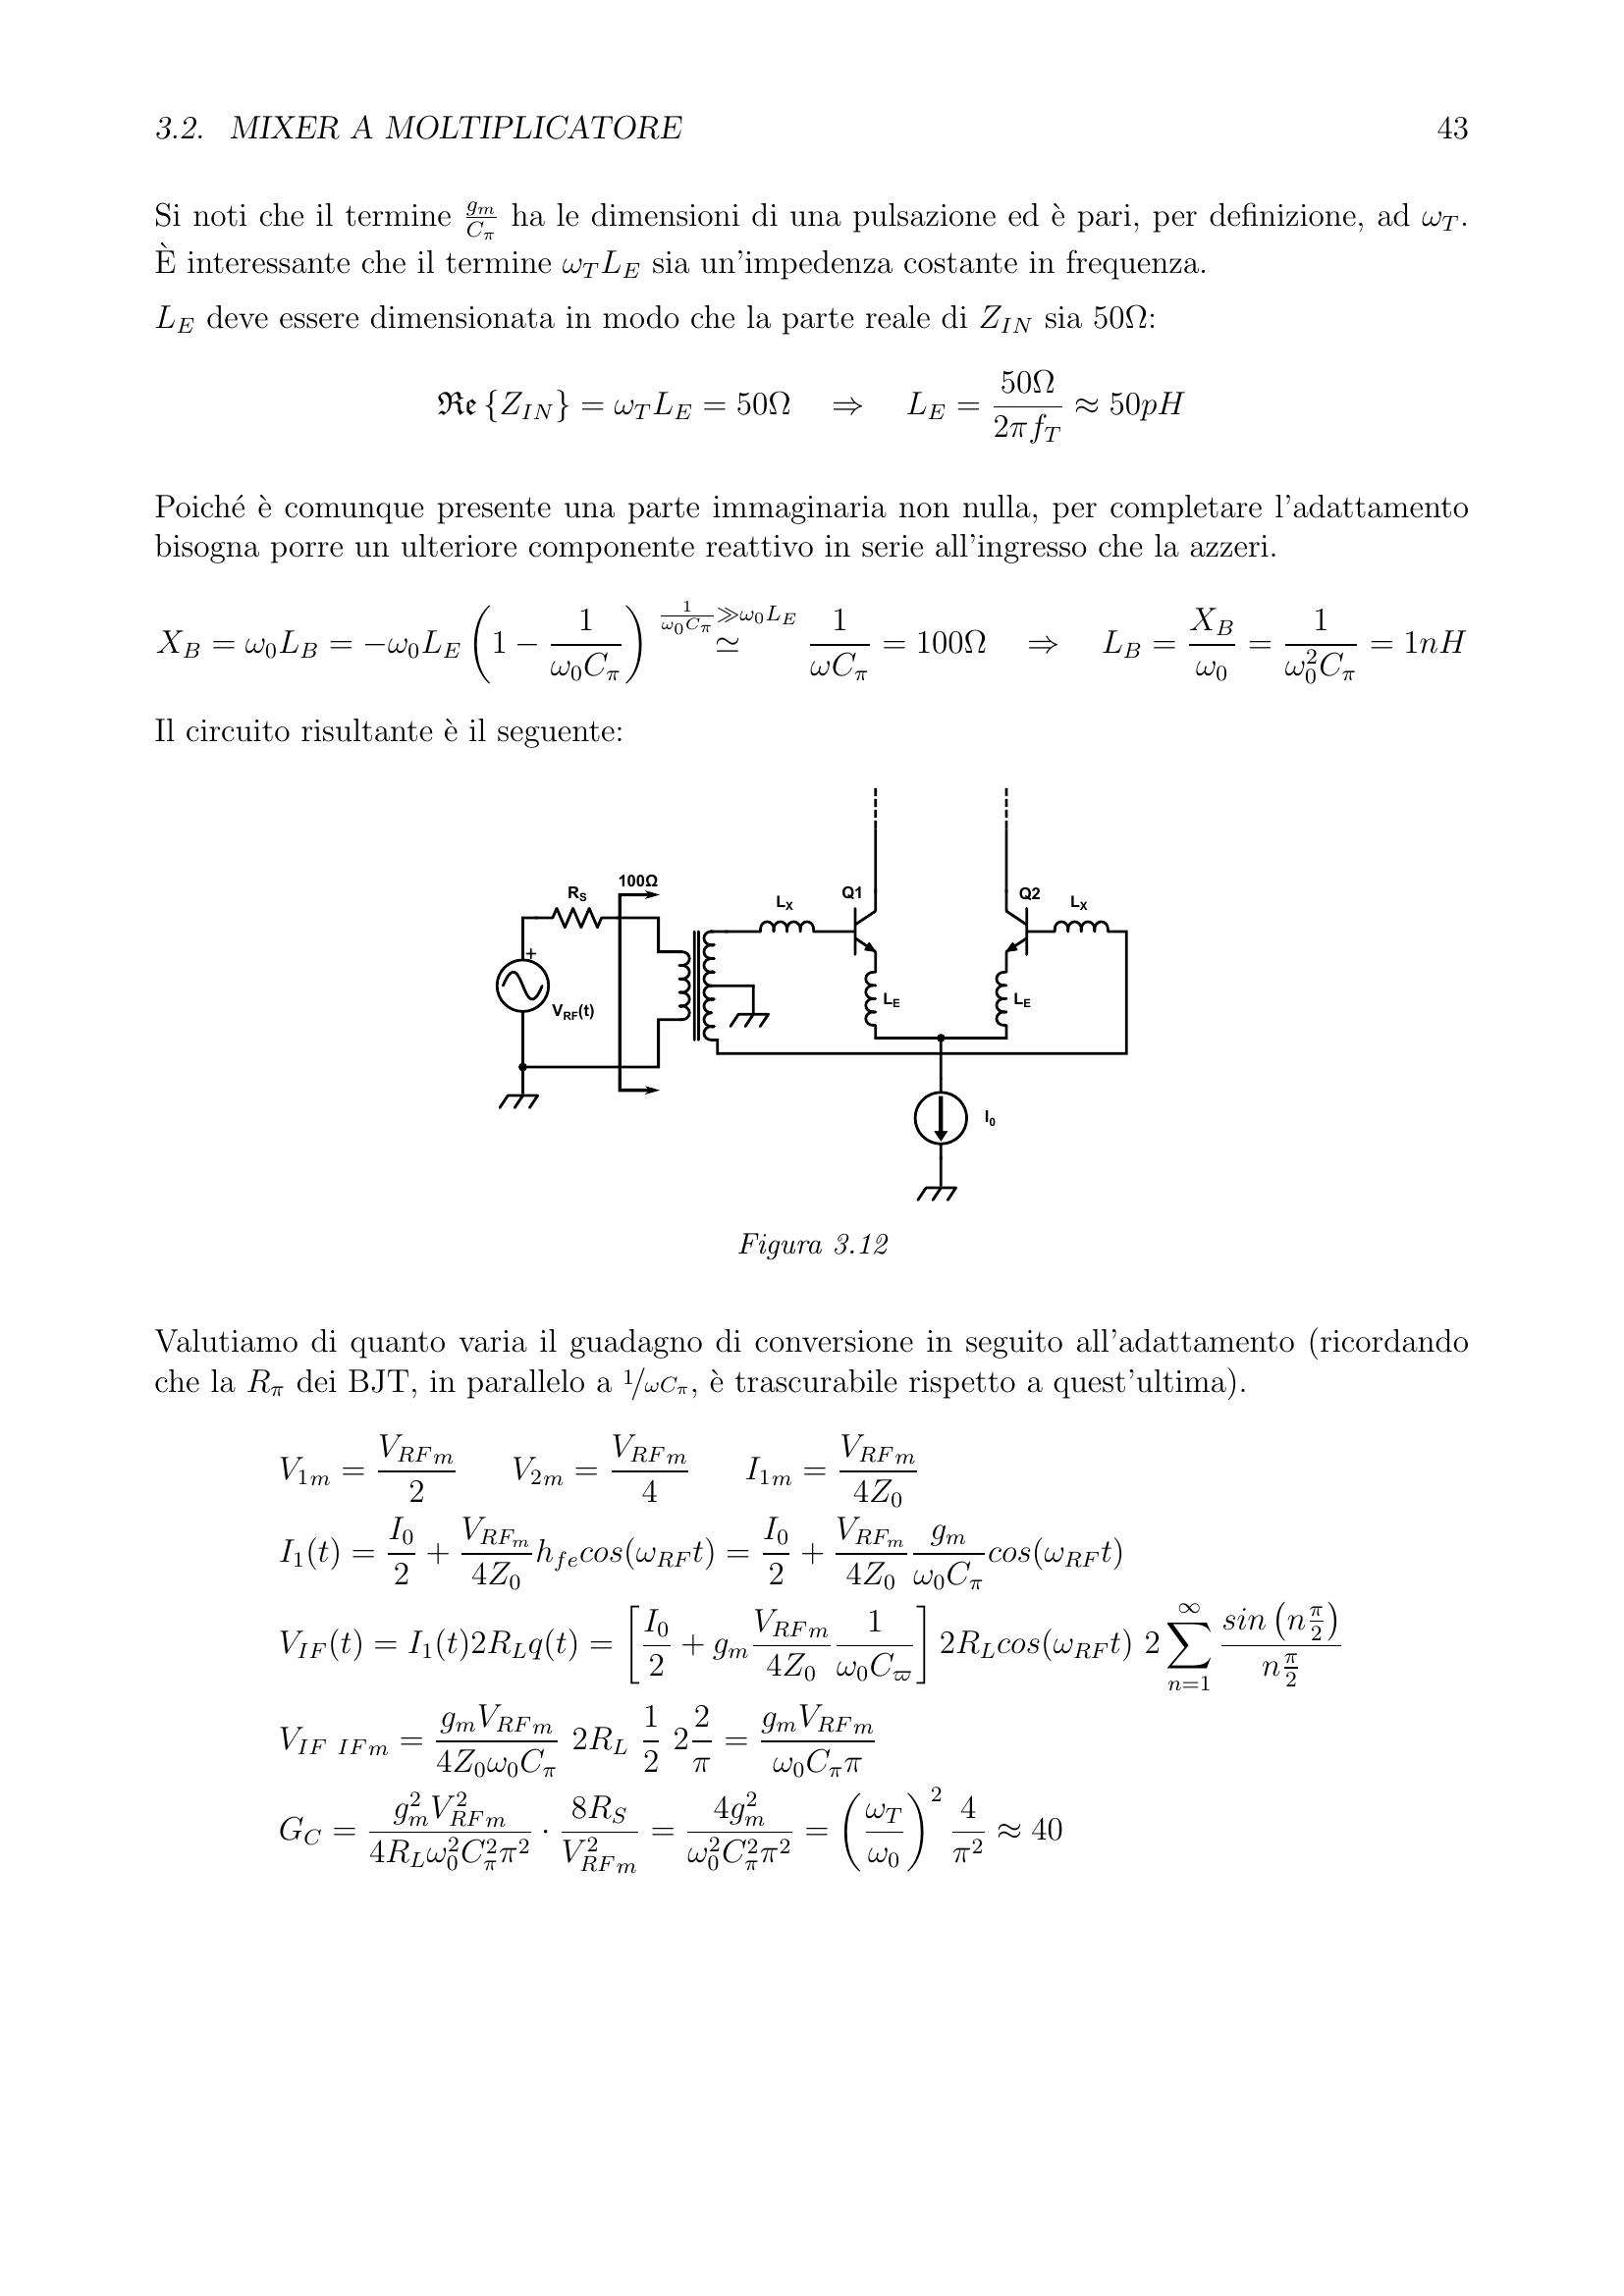 3.2. MIXER A MOLTIPLICATORE 43
Si noti che il termine $\frac{g_m}{C_\pi}$ ha le dimensioni di una pulsazione ed è pari, per definizione, ad $\omega_T$.
È interessante che il termine $\omega_T L_E$ sia un'impedenza costante in frequenza.
$L_E$ deve essere dimensionata in modo che la parte reale di $Z_{IN}$ sia 50Ω:
$\mathfrak{Re}\{Z_{IN}\} = \omega_T L_E = 50\Omega \quad \Rightarrow \quad L_E = \frac{50\Omega}{2\pi f_T} \approx 50pH$
Poiché è comunque presente una parte immaginaria non nulla, per completare l'adattamento
bisogna porre un ulteriore componente reattivo in serie all'ingresso che la azzeri.
$X_B = \omega_0 L_B = -\omega_0 L_E \left(1 - \frac{1}{\omega_0 C_\pi}\right) \overset{\frac{1}{\omega_0 C_\pi} \gg \omega_0 L_E}{\simeq} \frac{1}{\omega C_\pi} = 100\Omega \quad \Rightarrow \quad L_B = \frac{X_B}{\omega_0} = \frac{1}{\omega_0^2 C_\pi} = 1nH$
Il circuito risultante è il seguente:
R_S 100Ω L_X Q1 Q2 L_X
+
V_RF(t) L_E L_E
I_0
Figura 3.12
Valutiamo di quanto varia il guadagno di conversione in seguito all'adattamento (ricordando
che la $R_\pi$ dei BJT, in parallelo a $1/\omega C_\pi$, è trascurabile rispetto a quest'ultima).
$V_{1m} = \frac{V_{RFm}}{2} \quad V_{2m} = \frac{V_{RFm}}{4} \quad I_{1m} = \frac{V_{RFm}}{4Z_0}$
$I_1(t) = \frac{I_0}{2} + \frac{V_{RF_m}}{4Z_0} h_{fe} cos(\omega_{RF} t) = \frac{I_0}{2} + \frac{V_{RF_m}}{4Z_0} \frac{g_m}{\omega_0 C_\pi} cos(\omega_{RF} t)$
$V_{IF}(t) = I_1(t) 2R_L q(t) = \left[\frac{I_0}{2} + g_m \frac{V_{RFm}}{4Z_0} \frac{1}{\omega_0 C_\varpi}\right] 2R_L cos(\omega_{RF} t) \; 2 \sum_{n=1}^{\infty} \frac{sin\left(n\frac{\pi}{2}\right)}{n\frac{\pi}{2}}$
$V_{IF\ IFm} = \frac{g_m V_{RFm}}{4Z_0 \omega_0 C_\pi} \; 2R_L \; \frac{1}{2} \; 2\frac{2}{\pi} = \frac{g_m V_{RFm}}{\omega_0 C_\pi \pi}$
$G_C = \frac{g_m^2 V_{RFm}^2}{4R_L \omega_0^2 C_\pi^2 \pi^2} \cdot \frac{8R_S}{V_{RFm}^2} = \frac{4g_m^2}{\omega_0^2 C_\pi^2 \pi^2} = \left(\frac{\omega_T}{\omega_0}\right)^2 \frac{4}{\pi^2} \approx 40$